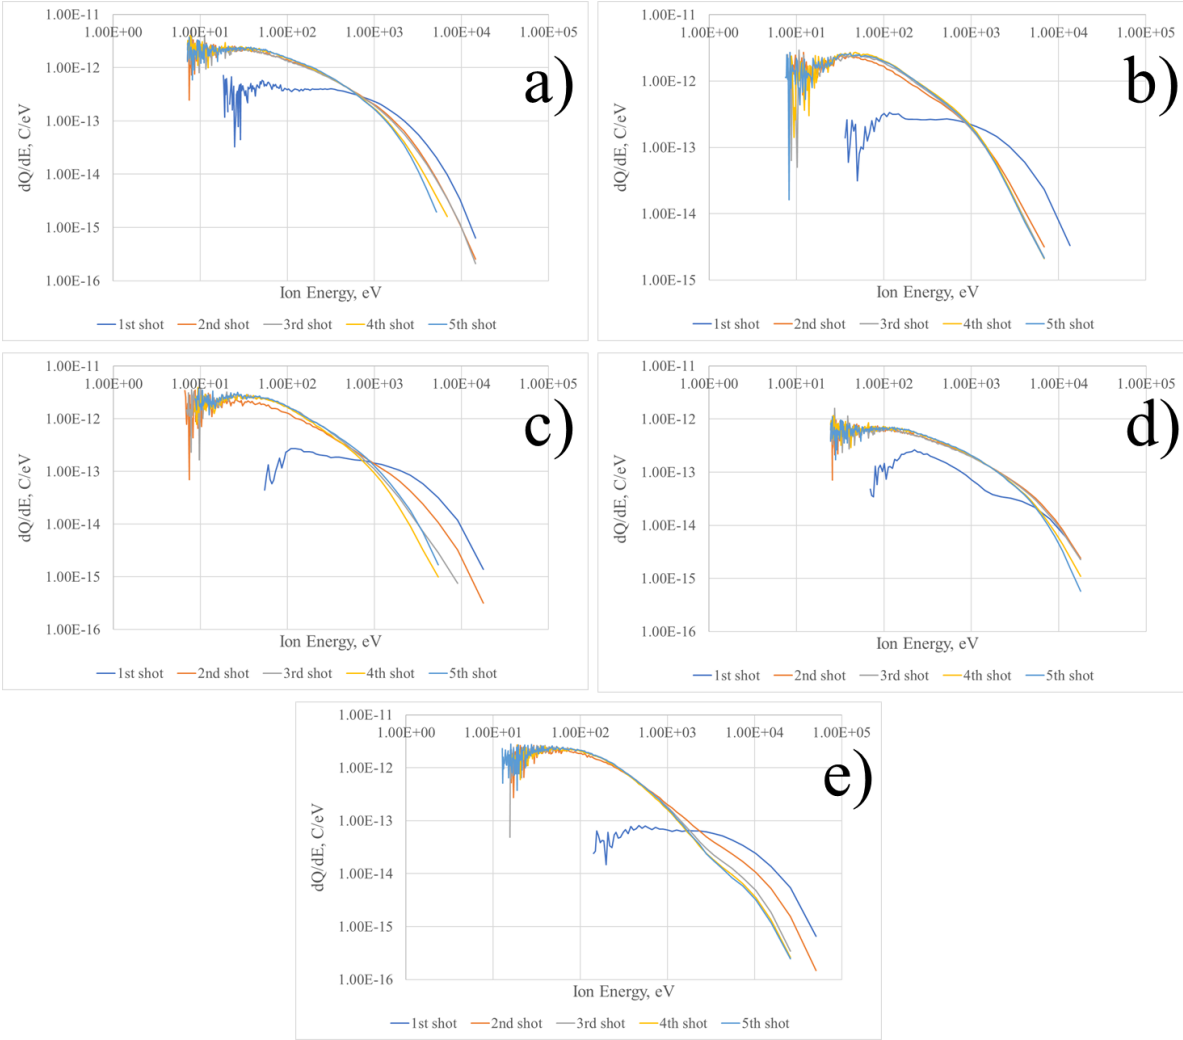 1.00E-11
1.00E+00 1.00E+01 1.00E+02 1.00E+03 1.00E+04 1.00E+05
a)
1.00E-12
1.00E-13
1.00E-14
1.00E-15
1.00E-16
dQ/dE, C/eV
Ion Energy, eV
1st shot 2nd shot 3rd shot 4th shot 5th shot
1.00E-11
1.00E+00 1.00E+01 1.00E+02 1.00E+03 1.00E+04 1.00E+05
b)
1.00E-12
1.00E-13
1.00E-14
1.00E-15
dQ/dE, C/eV
Ion Energy, eV
1st shot 2nd shot 3rd shot 4th shot 5th shot
1.00E-11
1.00E+00 1.00E+01 1.00E+02 1.00E+03 1.00E+04 1.00E+05
c)
1.00E-12
1.00E-13
1.00E-14
1.00E-15
1.00E-16
dQ/dE, C/eV
Ion Energy, eV
1st shot 2nd shot 3rd shot 4th shot 5th shot
1.00E-11
1.00E+00 1.00E+01 1.00E+02 1.00E+03 1.00E+04 1.00E+05
d)
1.00E-12
1.00E-13
1.00E-14
1.00E-15
1.00E-16
dQ/dE, C/eV
Ion Energy, eV
1st shot 2nd shot 3rd shot 4th shot 5th shot
1.00E-11
1.00E+00 1.00E+01 1.00E+02 1.00E+03 1.00E+04 1.00E+05
e)
1.00E-12
1.00E-13
1.00E-14
1.00E-15
1.00E-16
dQ/dE, C/eV
Ion Energy, eV
1st shot 2nd shot 3rd shot 4th shot 5th shot